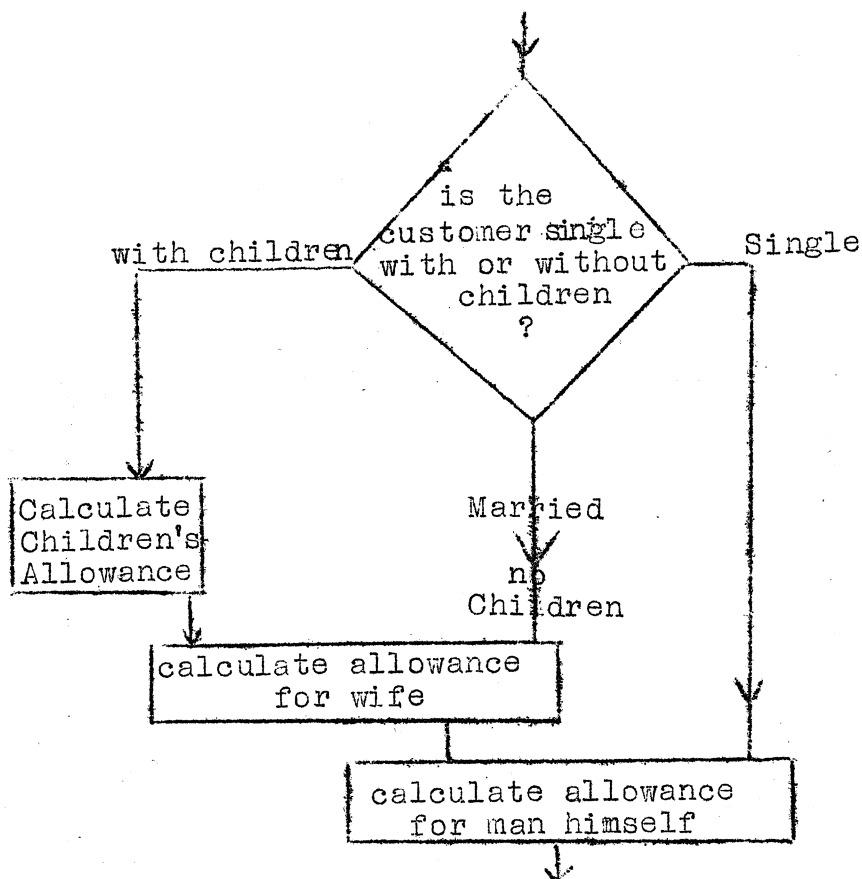 is the
customer single
with or without
children
?
with children
Single
Calculate
Children's
Allowance
Married
no
Children
calculate allowance
for wife
calculate allowance
for man himself